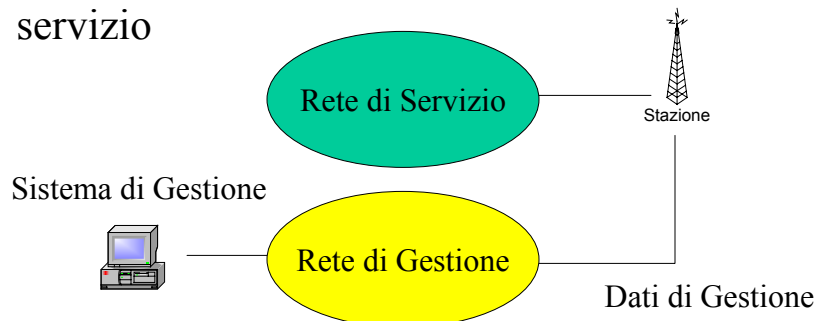 servizio
Rete di Servizio
Stazione
Sistema di Gestione
Rete di Gestione
Dati di Gestione